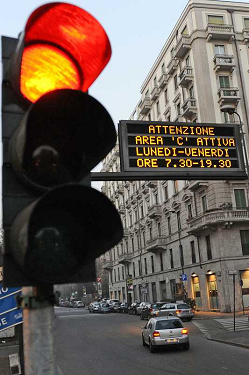 ATTENZIONE
AREA 'C' ATTIVA
LUNEDI-VENERDI
ORE 7.30-19.30